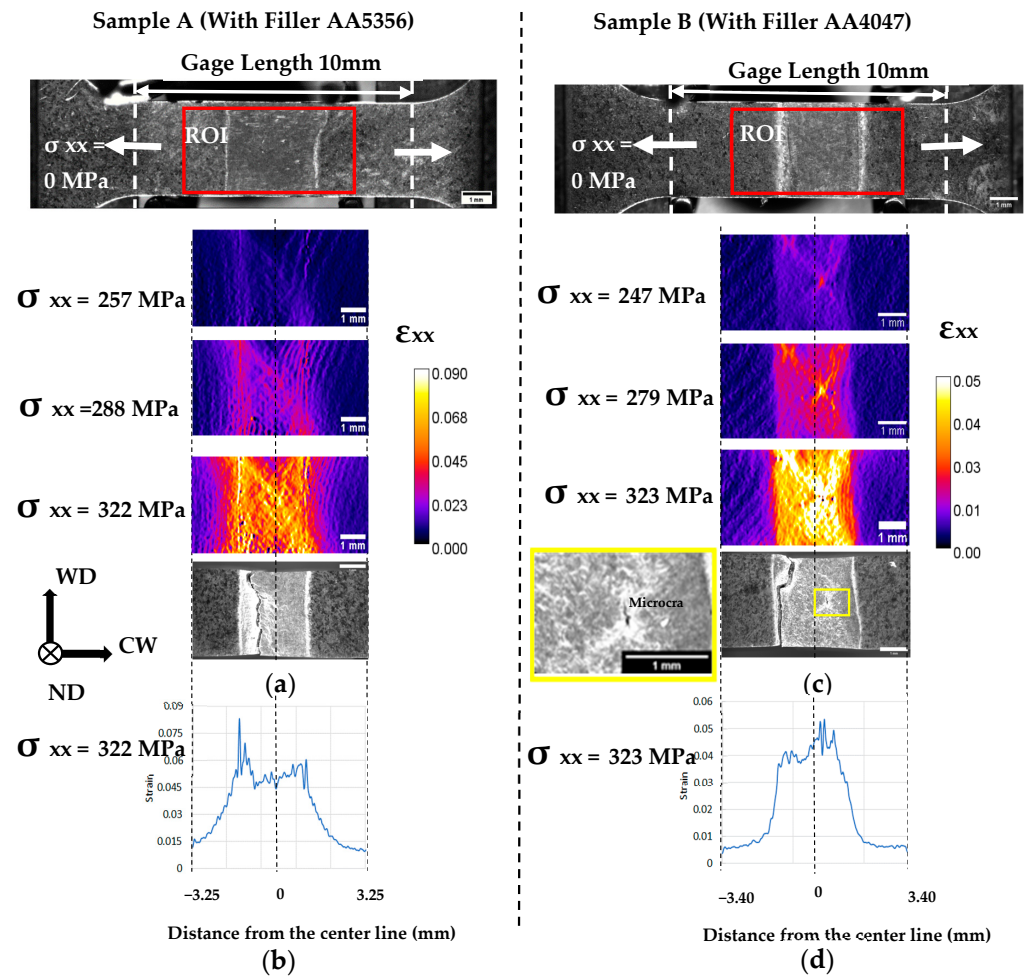 Sample A (With Filler AA5356)
Gage Length 10mm
ROI
σ xx =
0 MPa
1 mm
σ xx = 257 MPa
1 mm
σ xx =288 MPa
1 mm
σ xx = 322 MPa
1 mm
εxx
0.090
0.068
0.045
0.023
0.000
WD
CW
ND
(a)
σ xx = 322 MPa
Strain
0.09
0.06
0.045
0.03
0.015
0
−3.25
0
3.25
Distance from the center line (mm)
(b)
Sample B (With Filler AA4047)
Gage Length 10mm
ROI
σ xx =
0 MPa
1 mm
σ xx = 247 MPa
1 mm
σ xx = 279 MPa
1 mm
σ xx = 323 MPa
1 mm
εxx
0.05
0.04
0.03
0.02
0.01
0.00
Microcra
1 mm
(c)
σ xx = 323 MPa
Strain
0.06
0.05
0.04
0.03
0.02
0.01
0
−3.40
0
3.40
Distance from the center line (mm)
(d)